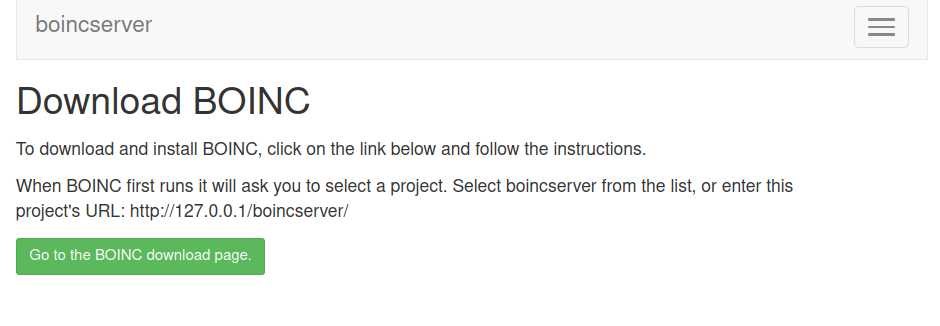 boincserver
Download BOINC
To download and install BOINC, click on the link below and follow the instructions.
When BOINC first runs it will ask you to select a project. Select boincserver from the list, or enter this
project's URL: http://127.0.0.1/boincserver/
Go to the BOINC download page.